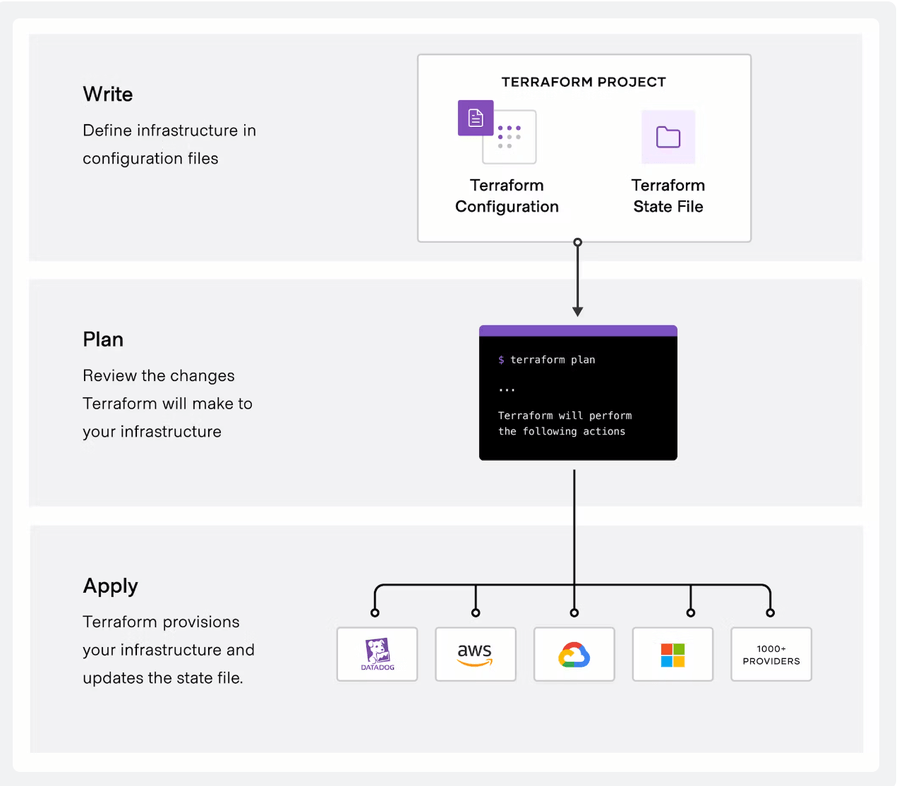 Write
Define infrastructure in
configuration files
TERRAFORM PROJECT
Terraform
Configuration
Terraform
State File
Plan
Review the changes
Terraform will make to
your infrastructure
$ terraform plan
...
Terraform will perform
the following actions
Apply
Terraform provisions
your infrastructure and
updates the state file.
DATADOG
aws
1000+
PROVIDERS